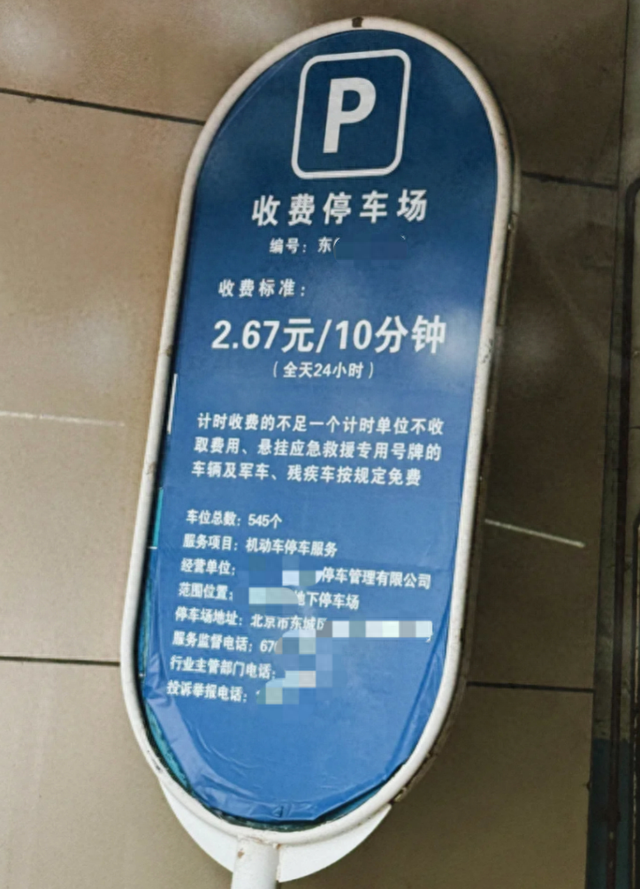 P
收费停车场
编号：东(
收费标准：
2.67元/10分钟
（全天24小时）
计时收费的不足一个计时单位不收
取费用、悬挂应急救援专用号牌的
车辆及军车、残疾车按规定免费
车位总数：545个
服务项目：机动车停车服务
经营单位：停车管理有限公司
范围位置：地下停车场
停车场地址：北京市东城
服务监督电话：67
行业主管部门电话：
投诉举报电话：